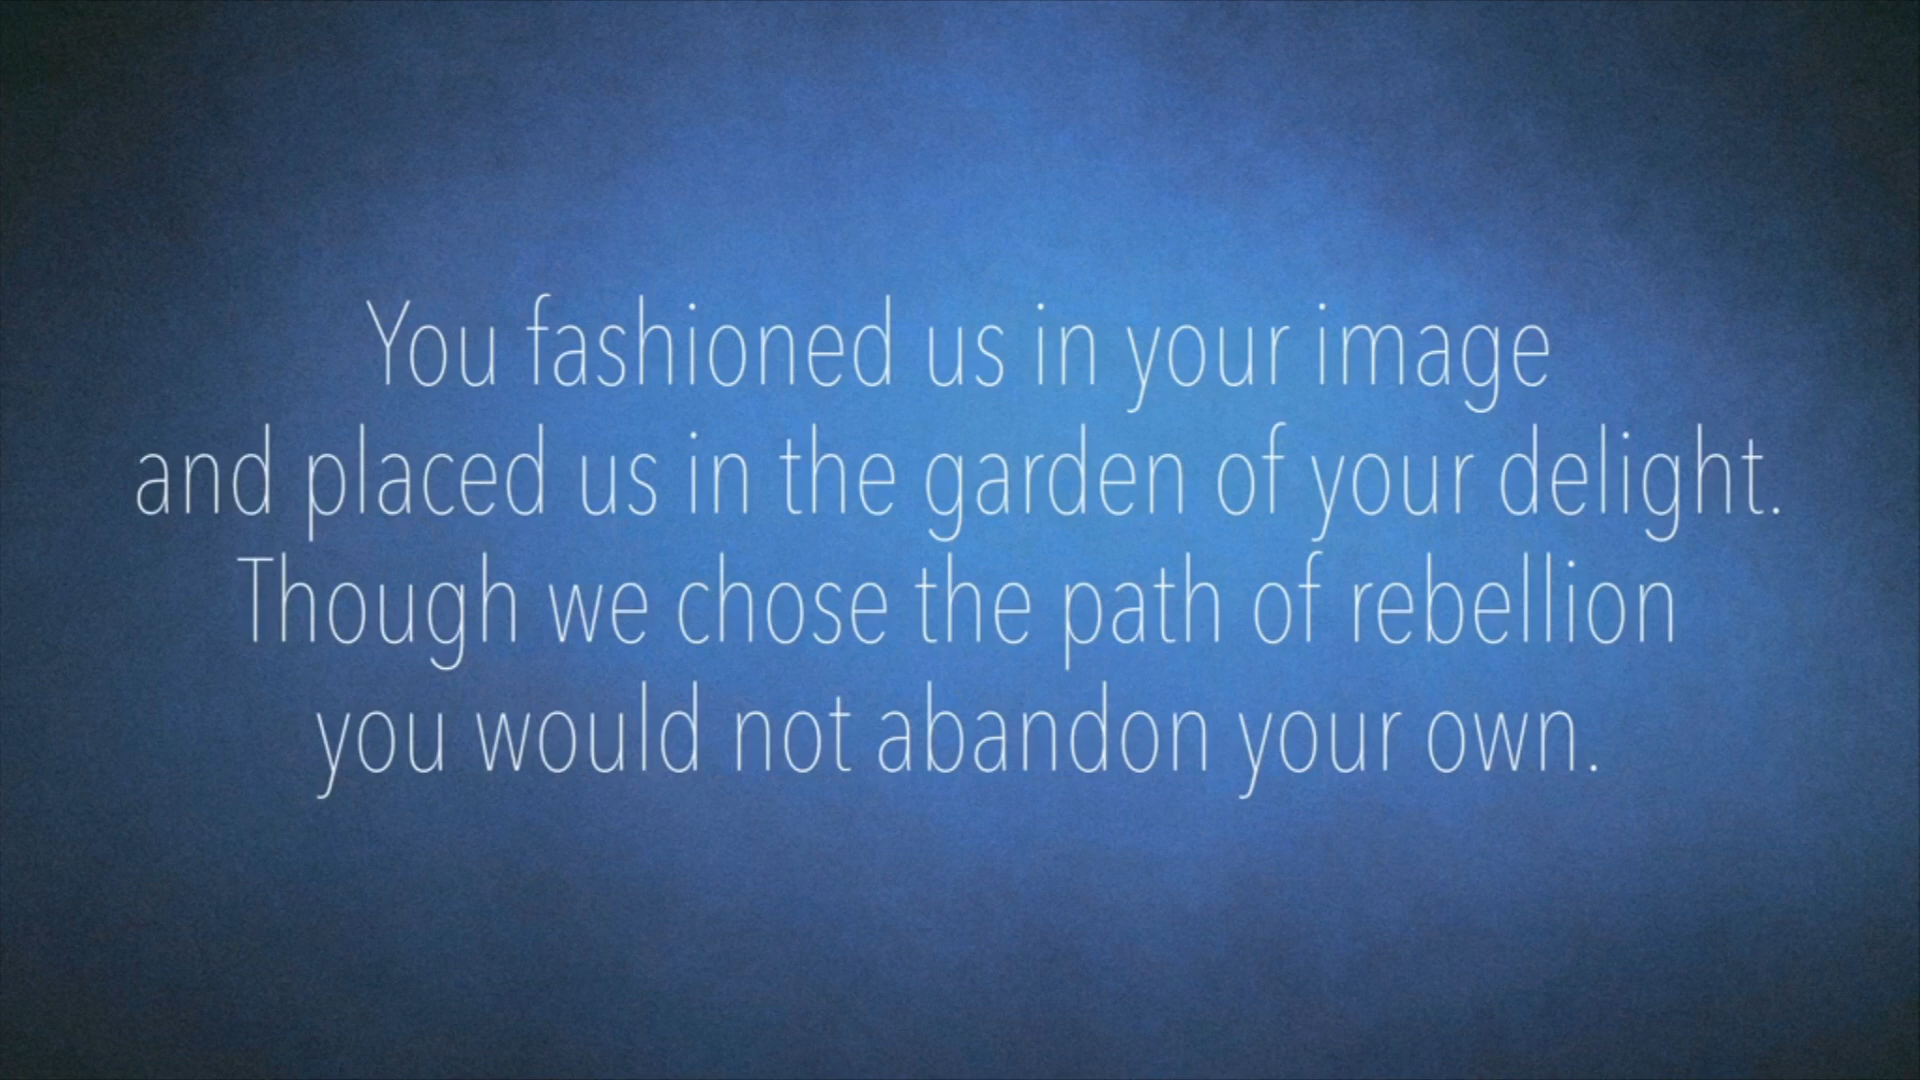 You fashioned us in your image
and placed us in the garden of your delight.
Though we chose the path of rebellion
you would not abandon your own.